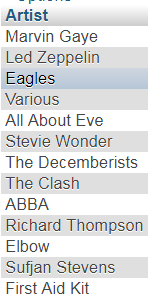 Artist
Marvin Gaye
Led Zeppelin
Eagles
Various
All About Eve
Stevie Wonder
The Decemberists
The Clash
ABBA
Richard Thompson
Elbow
Sufjan Stevens
First Aid Kit